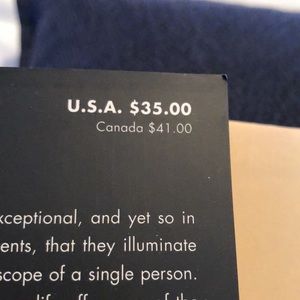 U.S.A. $35.00
Canada $41.00
exceptional, and yet so in
ents, that they illuminate
scope of a single person.